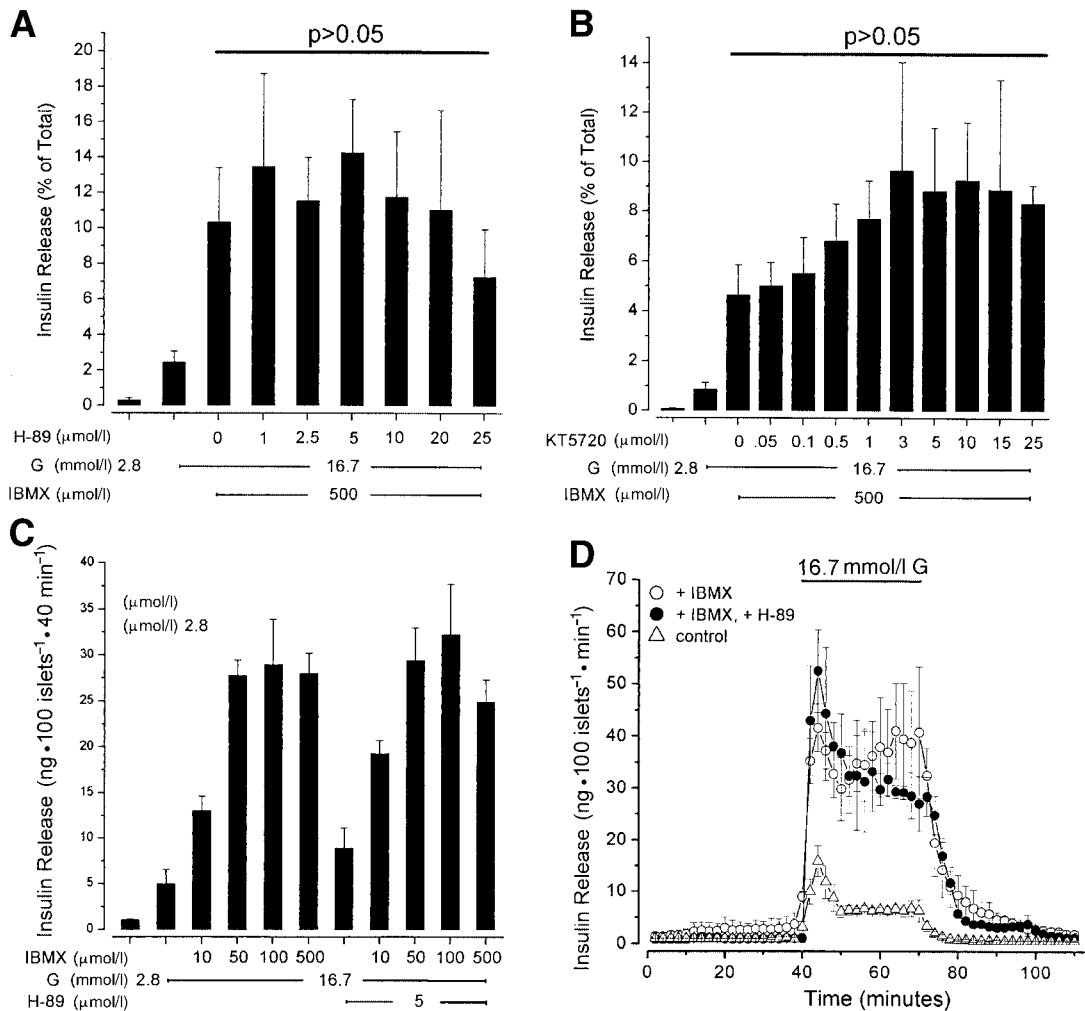 A
p>0.05
Insulin Release (% of Total)
20
18
16
14
12
10
8
6
4
2
0
H-89 (μmol/l) 0 1 2.5 5 10 20 25
G (mmol/l) 2.8 16.7
IBMX (μmol/l) 500
B
p>0.05
Insulin Release (% of Total)
14
12
10
8
6
4
2
0
KT5720 (μmol/l) 0 .05 0.1 0.5 1 3 5 10 15 25
G (mmol/l) 2.8 16.7
IBMX (μmol/l) 500
C
Insulin Release (ng•100 islets⁻¹•40 min⁻¹)
40
35
30
25
20
15
10
5
0
(μmol/l)
(μmol/l) 2.8
IBMX (μmol/l) 10 50 100 500 10 50 100 500
G (mmol/l) 2.8 16.7
H-89 (μmol/l) 5
D
16.7 mmol/l G
+ IBMX
+ IBMX, + H-89
control
Insulin Release (ng•100 islets⁻¹•min⁻¹)
70
60
50
40
30
20
10
0
0 20 40 60 80 100
Time (minutes)